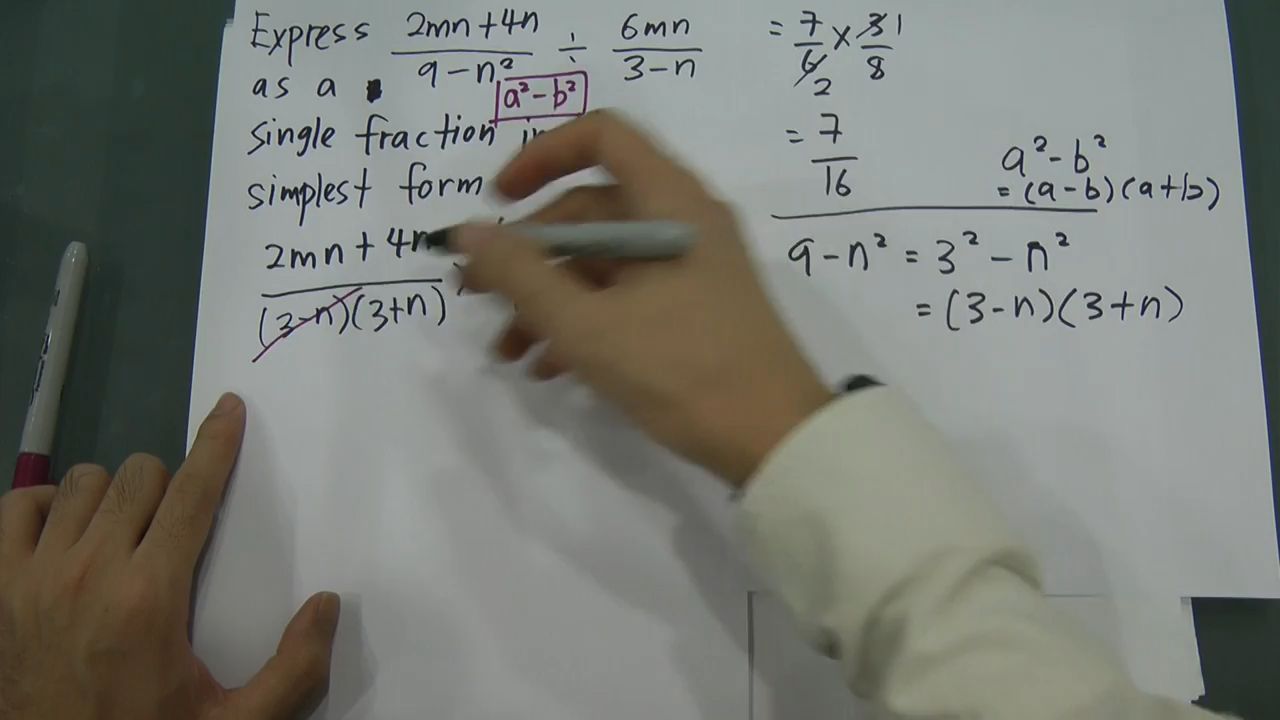 Express (2mn + 4n)/(9 - n²) ÷ (6mn)/(3 - n)
as a
a² - b²
single fraction in
simplest form
2mn + 4n
(3-n)(3+n)
= 7/6 × 3/8
1
2
= 7/16
a² - b²
= (a-b)(a+b)
9 - n² = 3² - n²
= (3-n)(3+n)